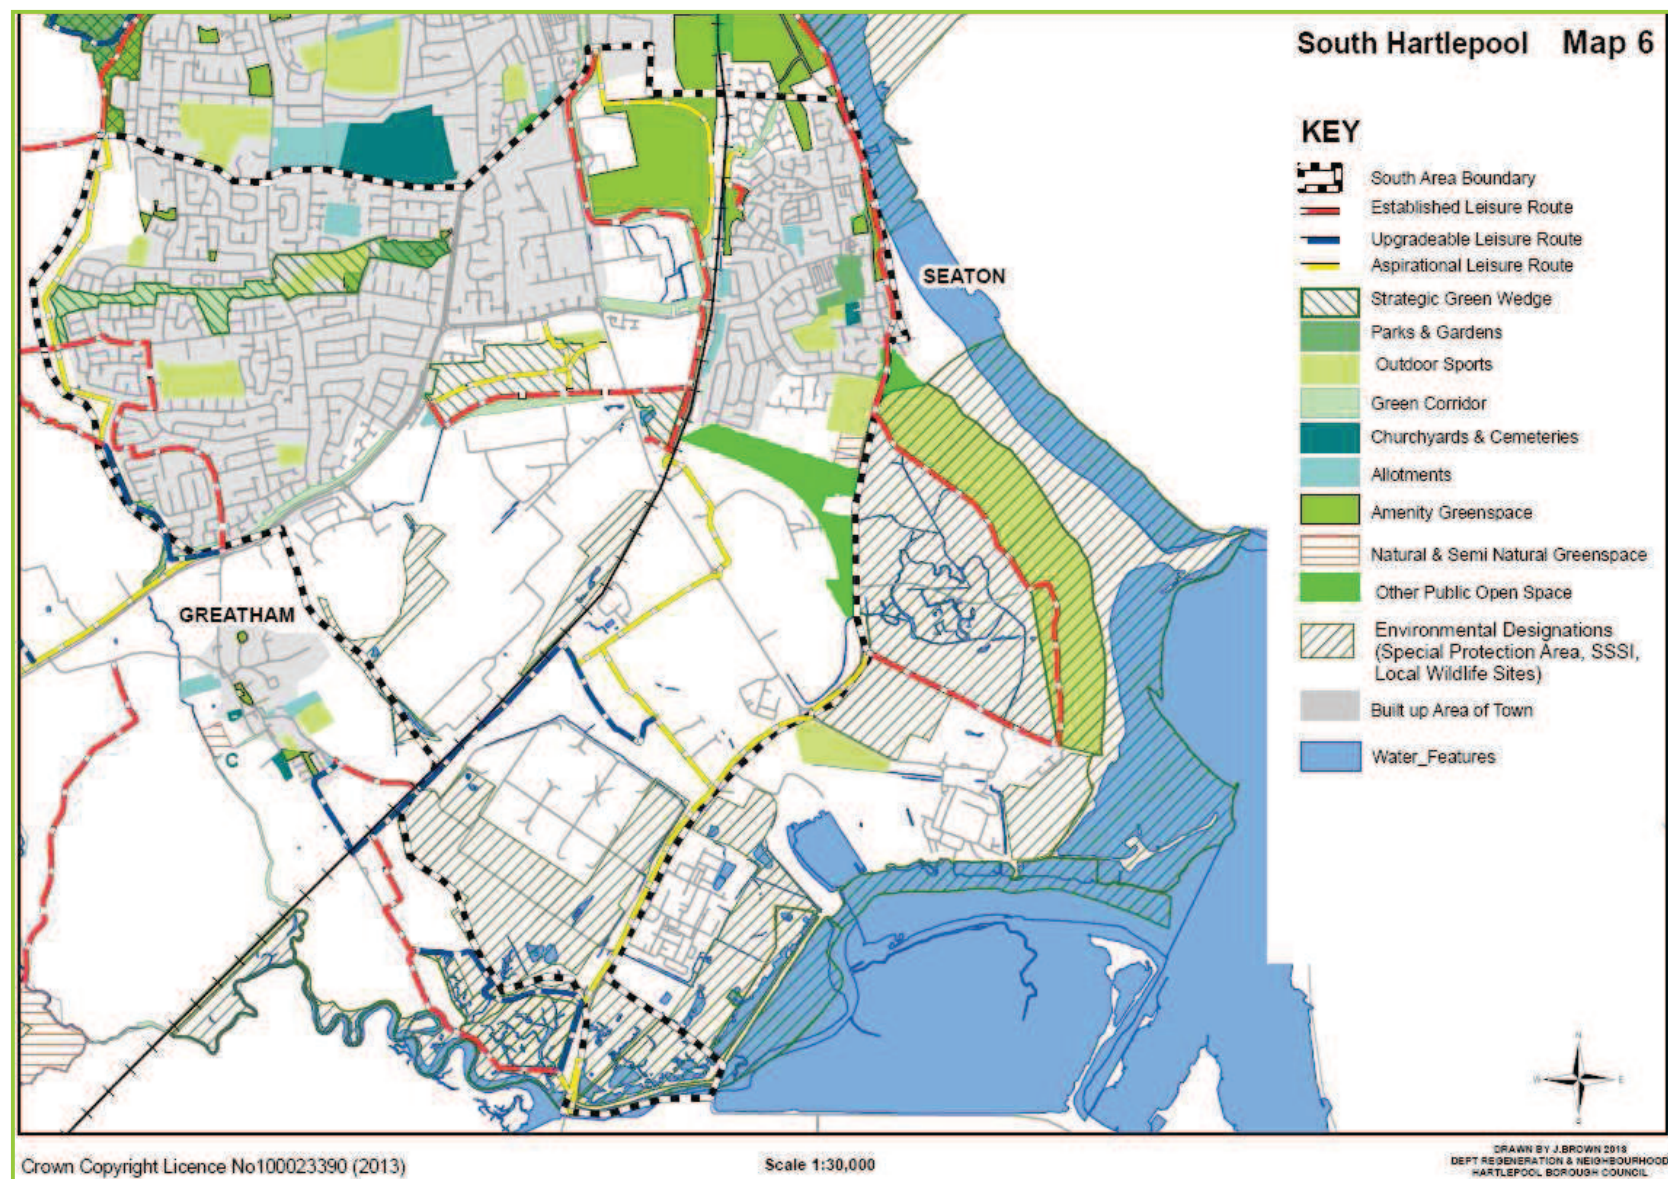 South Hartlepool Map 6
KEY
South Area Boundary
Established Leisure Route
Upgradeable Leisure Route
Aspirational Leisure Route
Strategic Green Wedge
Parks & Gardens
Outdoor Sports
Green Corridor
Churchyards & Cemeteries
Allotments
Amenity Greenspace
Natural & Semi Natural Greenspace
Other Public Open Space
Environmental Designations
(Special Protection Area, SSSI,
Local Wildlife Sites)
Built up Area of Town
Water_Features
SEATON
GREATHAM
C
N
W E
S
Crown Copyright Licence No100023390 (2013)
Scale 1:30,000
DRAWN BY J.BROWN 2018
DEPT REGENERATION & NEIGHBOURHOOD
HARTLEPOOL BOROUGH COUNCIL